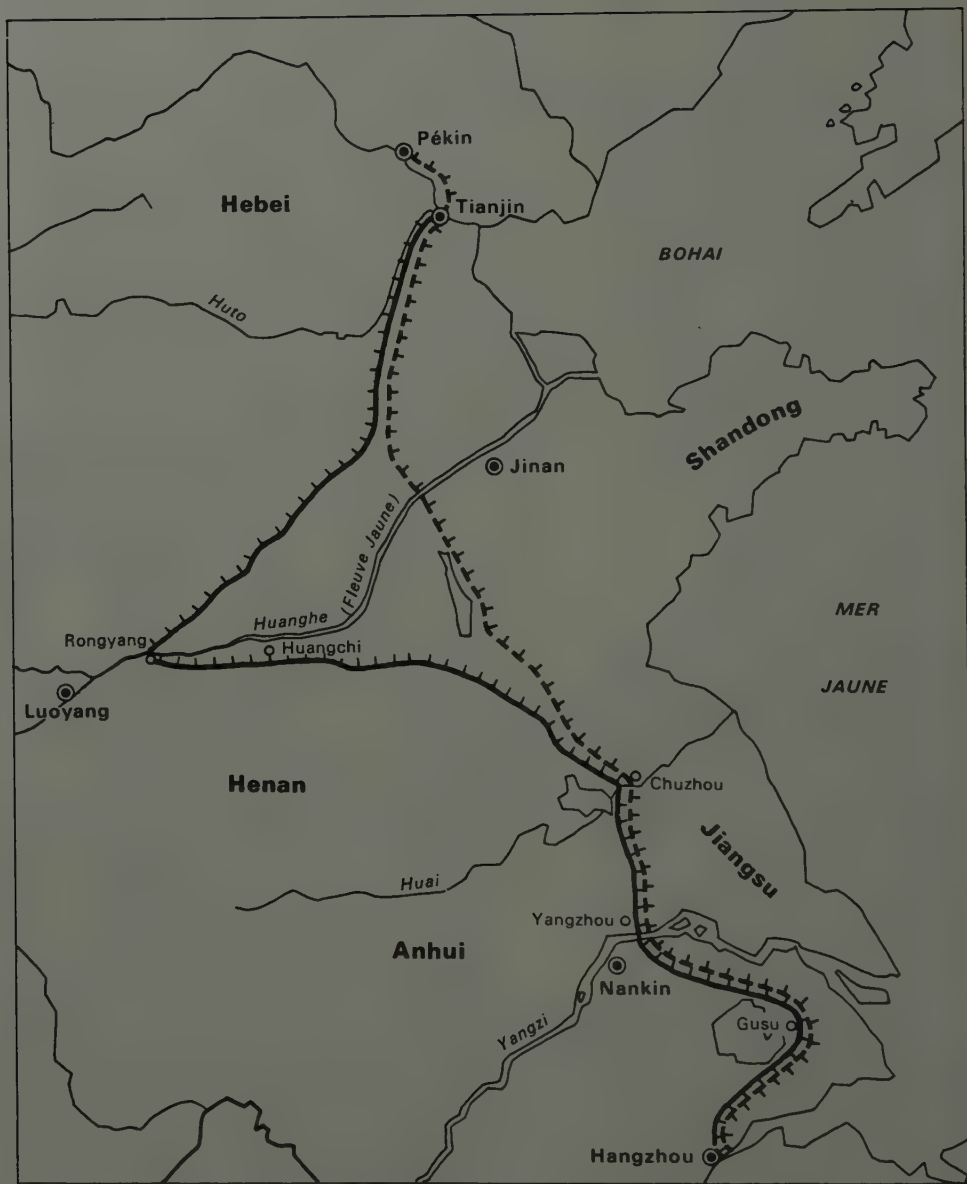 Pékin
Hebei
Tianjin
BOHAI
Huto
Shandong
Jinan
(Fleuve Jaune)
Huanghe
MER
JAUNE
Rongyang
Huangchi
Luoyang
Henan
Chuzhou
Jiangsu
Huai
Yangzhou
Anhui
Nankin
Gusu
Yangzi
Hangzhou